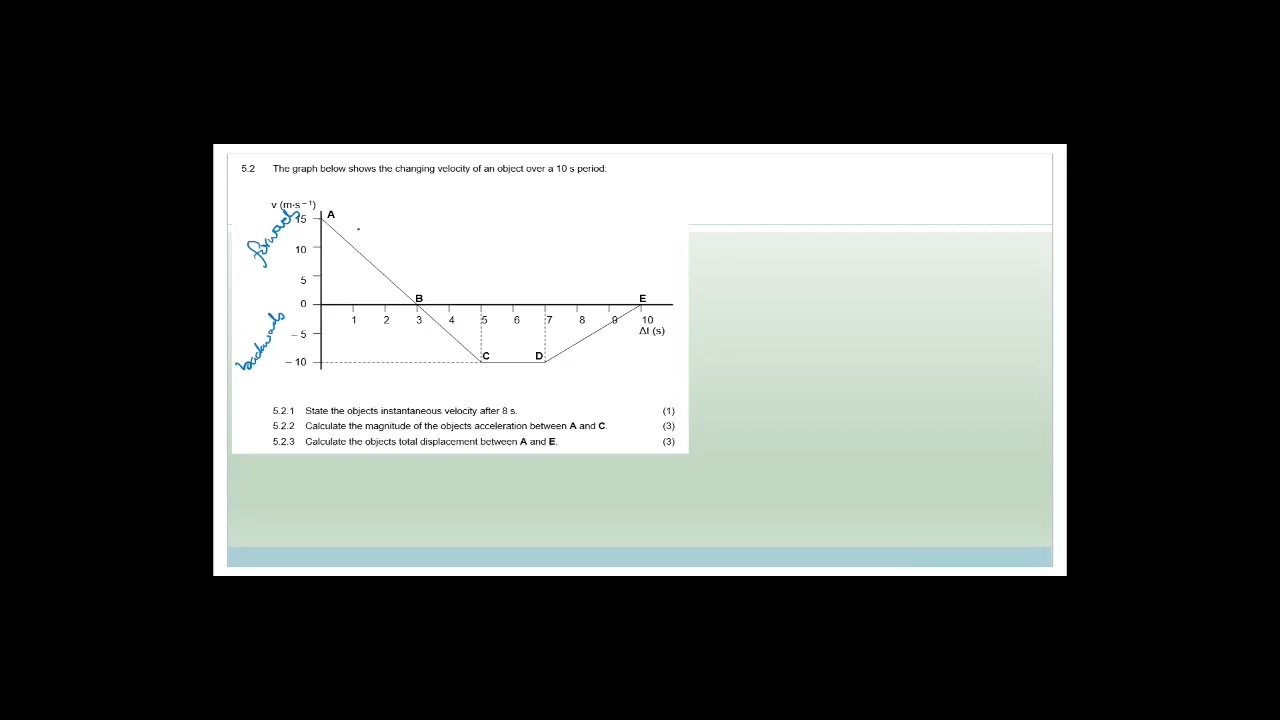 5.2 The graph below shows the changing velocity of an object over a 10 s period:
v (m·s⁻¹)
A
15
forwards
10
5
0
B
E
1 2 3 4 5 6 7 8 9 10
Δt (s)
– 5
backwards
– 10
C
D
5.2.1 State the objects instantaneous velocity after 8 s. (1)
5.2.2 Calculate the magnitude of the objects acceleration between A and C. (3)
5.2.3 Calculate the objects total displacement between A and E. (3)